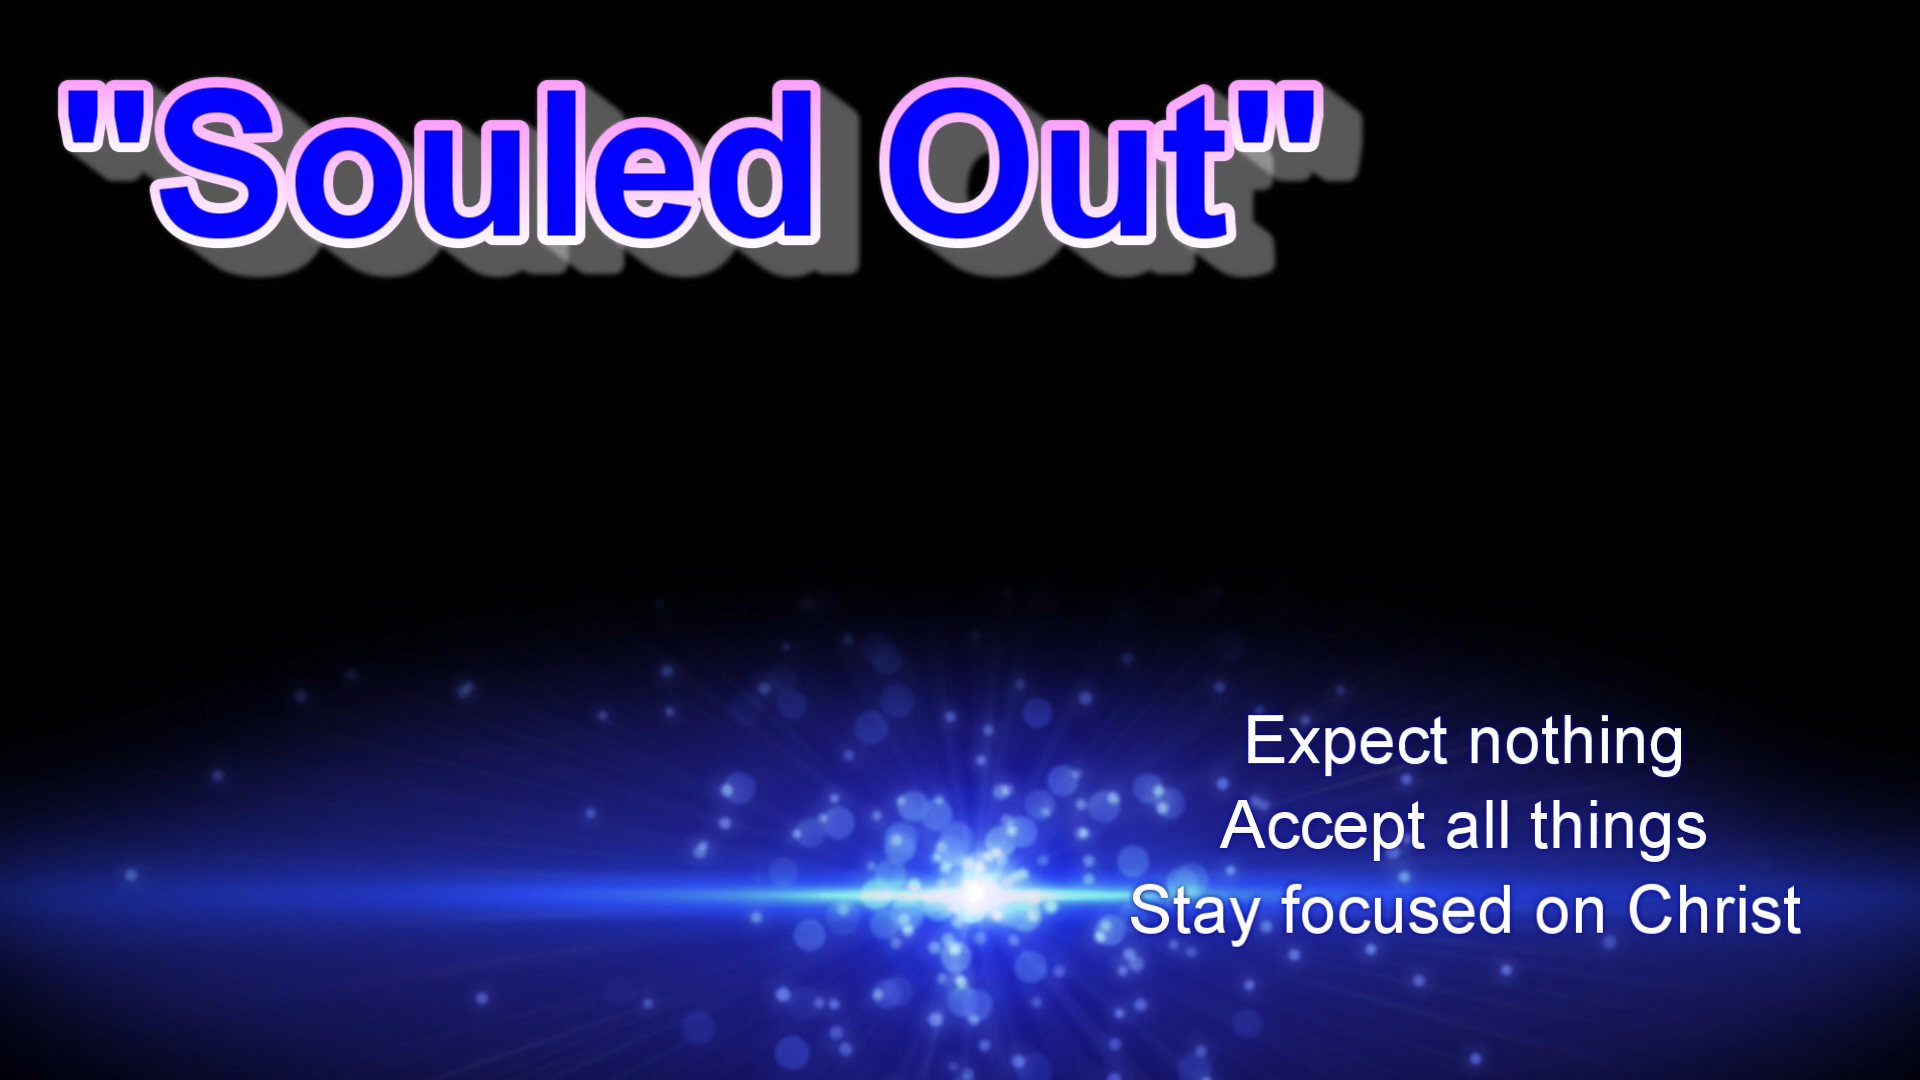 "Souled Out"
Expect nothing
Accept all things
Stay focused on Christ